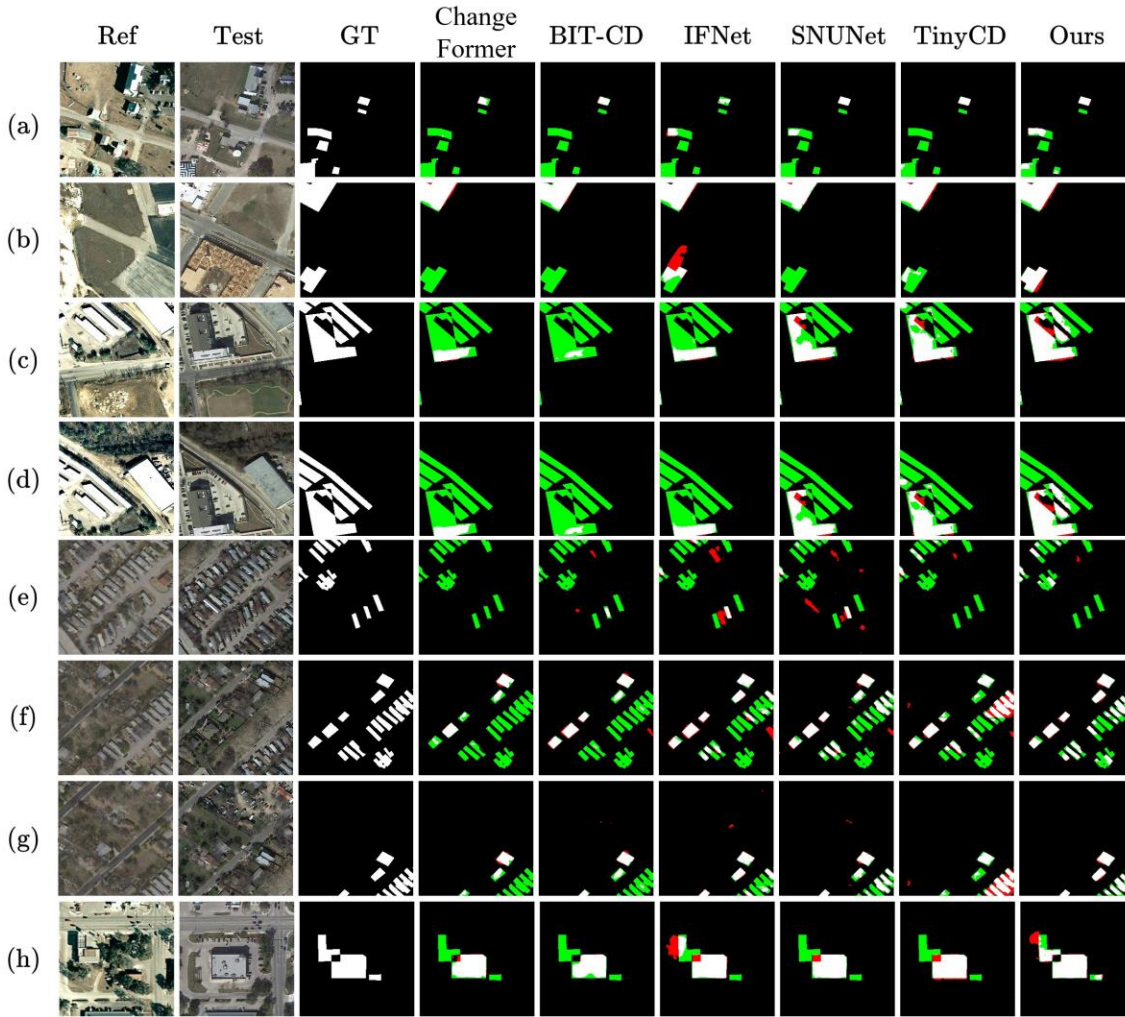 Ref Test GT Change Former BIT-CD IFNet SNUNet TinyCD Ours
(a)
(b)
(c)
(d)
(e)
(f)
(g)
(h)